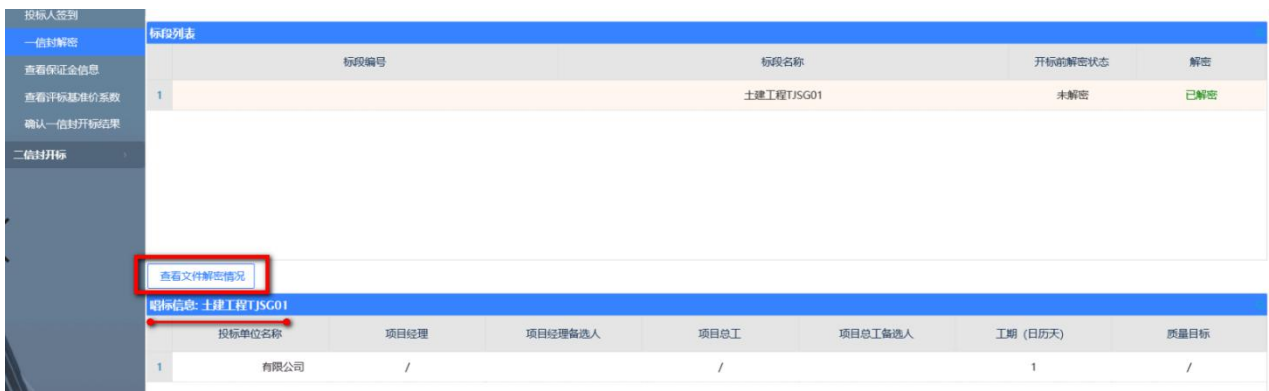 投标人签到
一信封解密
查看保证金信息
查看评标基准价系数
确认一信封开标结果
二信封开标
标段列表
标段编号 标段名称 开标前解密状态 解密
1 土建工程TJSG01 未解密 已解密
查看文件解密情况
唱标信息: 土建工程TJSG01
投标单位名称 项目经理 项目经理备选人 项目总工 项目总工备选人 工期（日历天） 质量目标
1 有限公司 / / 1 /